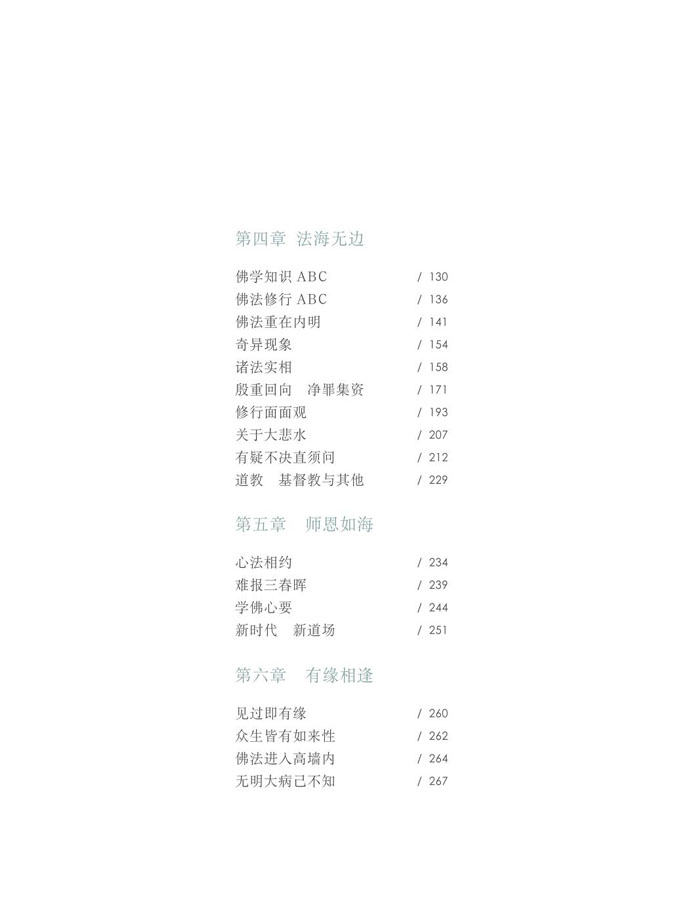 第四章 法海无边
佛学知识 ABC / 130
佛法修行 ABC / 136
佛法重在内明 / 141
奇异现象 / 154
诸法实相 / 158
殷重回向　净罪集资 / 171
修行面面观 / 193
关于大悲水 / 207
有疑不决直须问 / 212
道教　基督教与其他 / 229
第五章　师恩如海
心法相约 / 234
难报三春晖 / 239
学佛心要 / 244
新时代　新道场 / 251
第六章　有缘相逢
见过即有缘 / 260
众生皆有如来性 / 262
佛法进入高墙内 / 264
无明大病己不知 / 267